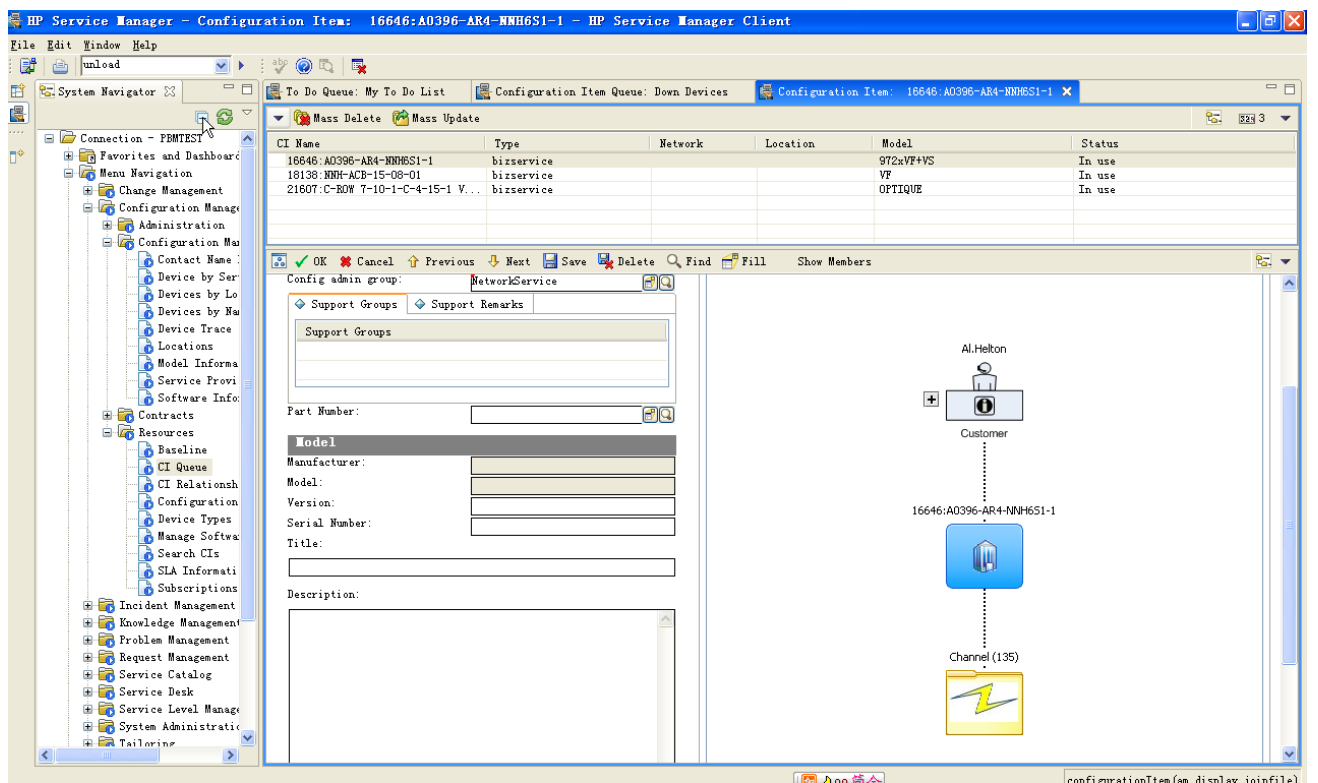 HP Service Manager - Configuration Item: 16646:A0396-AR4-NNH6S1-1 - HP Service Manager Client
File Edit Window Help
unload
System Navigator
To Do Queue: My To Do List
Configuration Item Queue: Down Devices
Configuration Item: 16646:A0396-AR4-NNH6S1-1
Connection - PBMTEST
Favorites and Dashboard
Menu Navigation
Change Management
Configuration Manage
Administration
Configuration Man
Contact Name
Device by Ser
Devices by Lo
Devices by Na
Device Trace
Locations
Model Informa
Service Provi
Software Info
Contracts
Resources
Baseline
CI Queue
CI Relationsh
Configuration
Device Types
Manage Softwa
Search CIs
SLA Informati
Subscriptions
Incident Management
Knowledge Management
Problem Management
Request Management
Service Catalog
Service Desk
Service Level Manage
System Administratio
Tailoring
Mass Delete Mass Update
3
CI Name Type Network Location Model Status
16646:A0396-AR4-NNH6S1-1 bizservice 972xVF+VS In use
18138:NNH-ACB-15-08-01 bizservice VF In use
21607:C-ROW 7-10-1-C-4-15-1 V... bizservice OPTIQUE In use
OK Cancel Previous Next Save Delete Find Fill Show Members
Config admin group: NetworkService
Support Groups Support Remarks
Support Groups
Part Number:
Model
Manufacturer:
Model:
Version:
Serial Number:
Title:
Description:
Al.Helton
Customer
16646:A0396-AR4-NNH6S1-1
Channel (135)
configurationItem(am.display.joinfile)